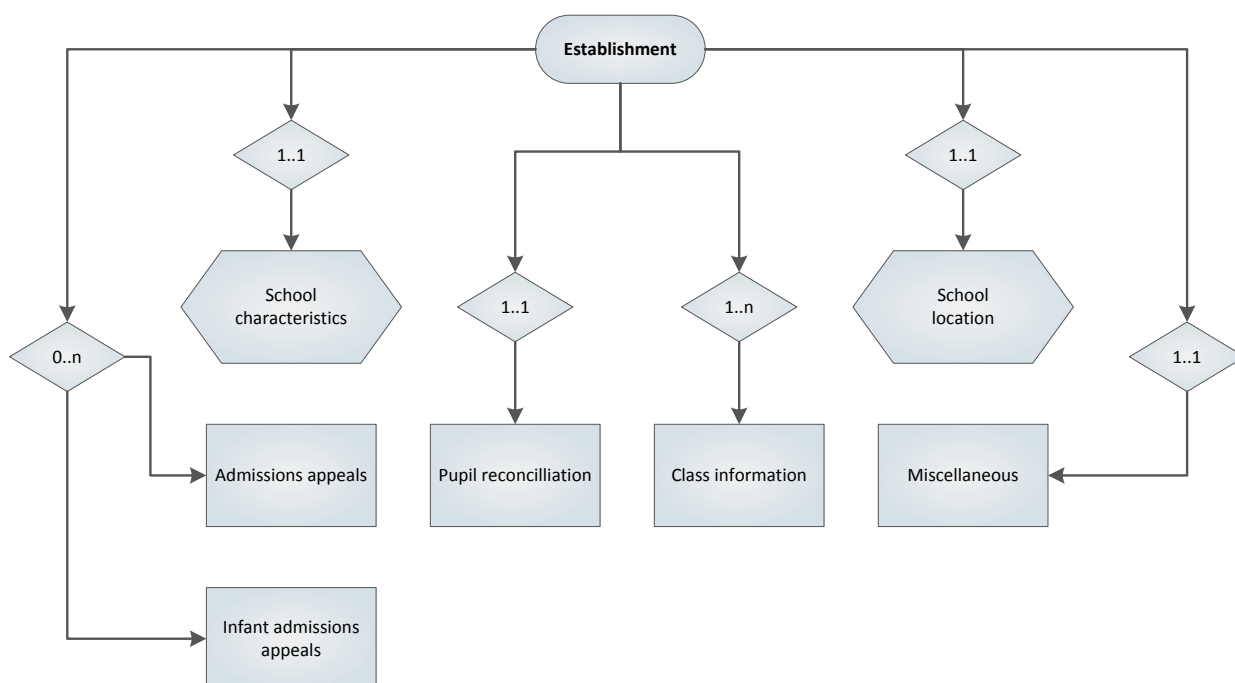 Establishment
1..1
1..1
School
characteristics
1..1
1..n
School
location
0..n
1..1
Admissions appeals
Pupil reconcilliation
Class information
Miscellaneous
Infant admissions
appeals